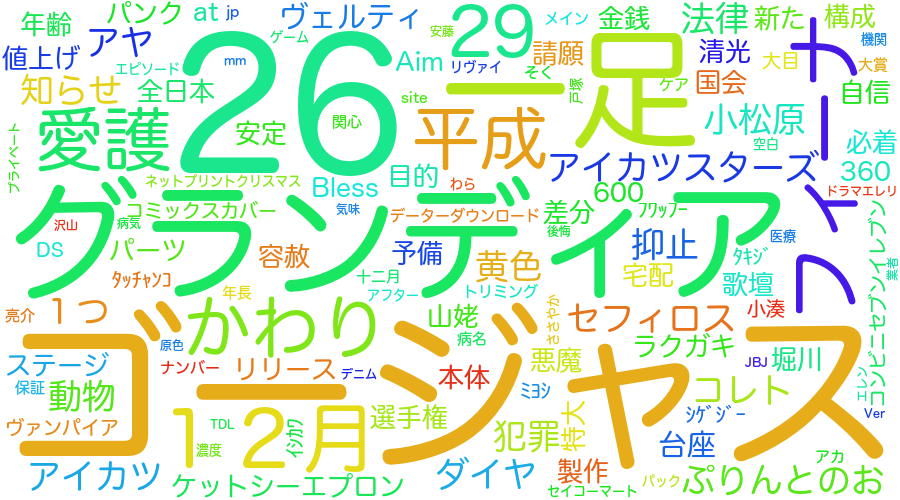 年齢
パンク
at
jp
ヴェルティ
29
安藤
メイン
金銭
法律
新た
構成
値上げ
アヤ
ゲーム
Aim
リヴァイ
請願
清光
大目
機関
大賞
知らせ
エピソード
全日本
mm
26
そく
戸塚
ケア
国会
自信
サーフィー
愛護
安定
関心
site
平成
足
小松原
空白
必着
プライベート
ネットプリントクリスマス
Bless
目的
わら
アイカツスターズ
360
600
ドラマエレリ
コミックスカバー
気味
データーダウンロード
差分
ﾌﾜｯﾌｰ
沢山
病気
DS
パーツ
グランディア
容赦
予備
黄色
後悔
抑止
医療
ﾀｷｼﾞ
業者
コンビニセブンイレブン
ﾀｯﾁｬﾝｺ
年長
十二月
アフター
トリミング
宅配
歌壇
亮介
1つ
かわり
山姥
ささやか
セフィロス
小湊
原色
病名
ラクガキ
ステージ
ナンバー
リリース
デニム
本体
悪魔
JBJ
堀川
エレン
保証
動物
ゴージャス
ﾐﾖｼ
コレト
Ver
ヴァンパイア
TDL
12月
ｲｼｶﾜ
選手権
特大
ｼｹﾞｼﾞｰ
濃度
犯罪
台座
アカ
アイカツ
ケットシーエプロン
ダイヤ
製作
セイコーマート
パック
ぷりんとのお